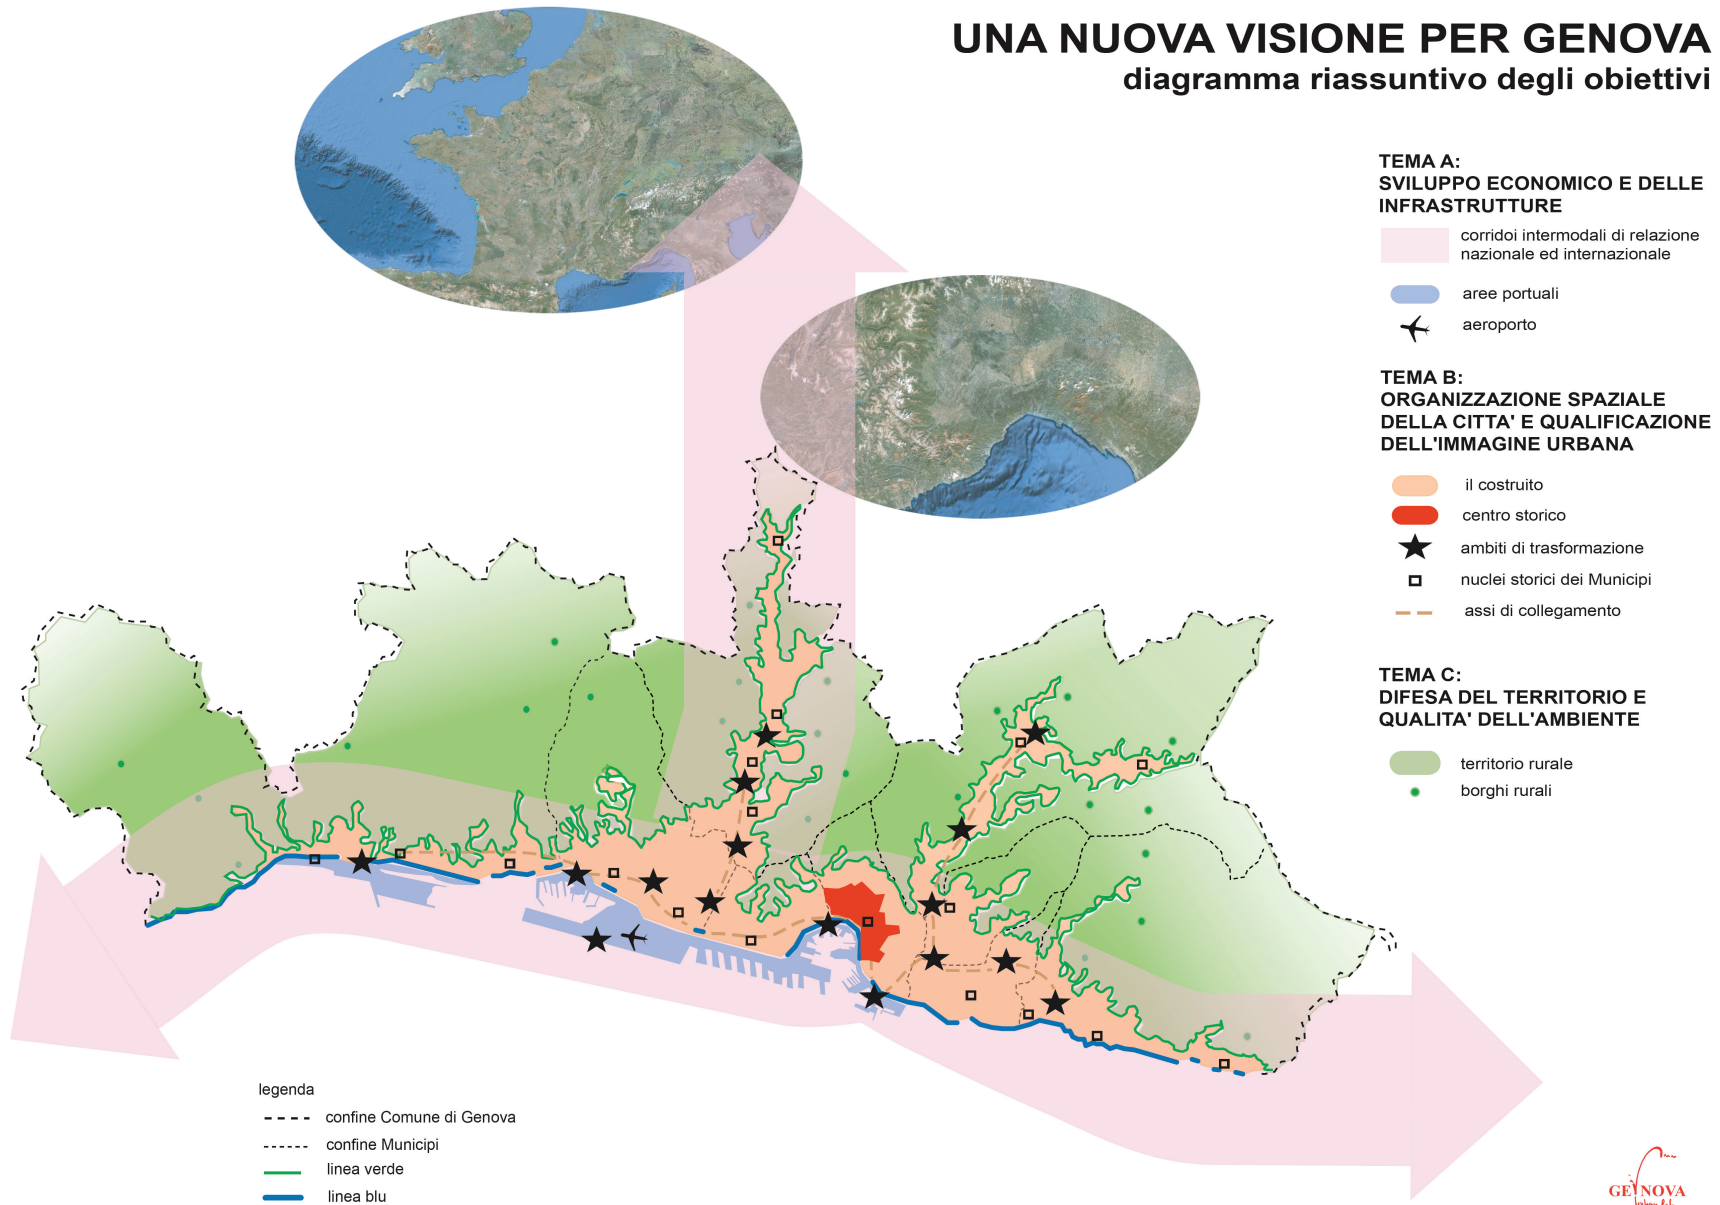 UNA NUOVA VISIONE PER GENOVA
diagramma riassuntivo degli obiettivi
TEMA A:
SVILUPPO ECONOMICO E DELLE
INFRASTRUTTURE
corridoi intermodali di relazione
nazionale ed internazionale
aree portuali
aeroporto
TEMA B:
ORGANIZZAZIONE SPAZIALE
DELLA CITTA' E QUALIFICAZIONE
DELL'IMMAGINE URBANA
il costruito
centro storico
ambiti di trasformazione
nuclei storici dei Municipi
assi di collegamento
TEMA C:
DIFESA DEL TERRITORIO E
QUALITA' DELL'AMBIENTE
territorio rurale
borghi rurali
legenda
confine Comune di Genova
confine Municipi
linea verde
linea blu
GENOVA